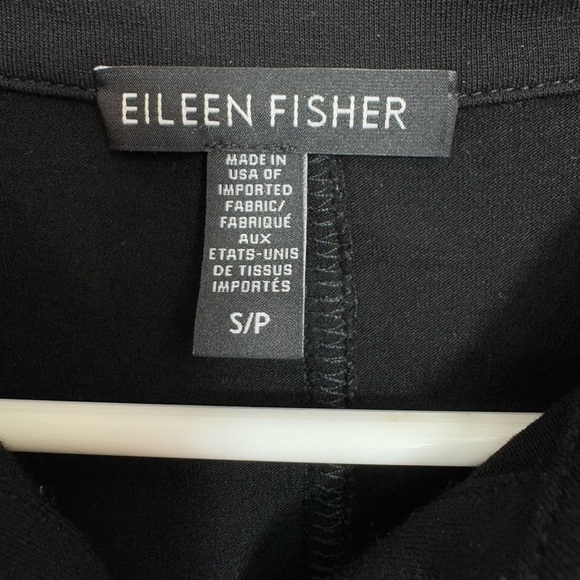 EILEEN FISHER
MADE IN
USA OF
IMPORTED
FABRIC/
FABRIQUÉ
AUX
ETATS-UNIS
DE TISSUS
IMPORTÉS
S/P